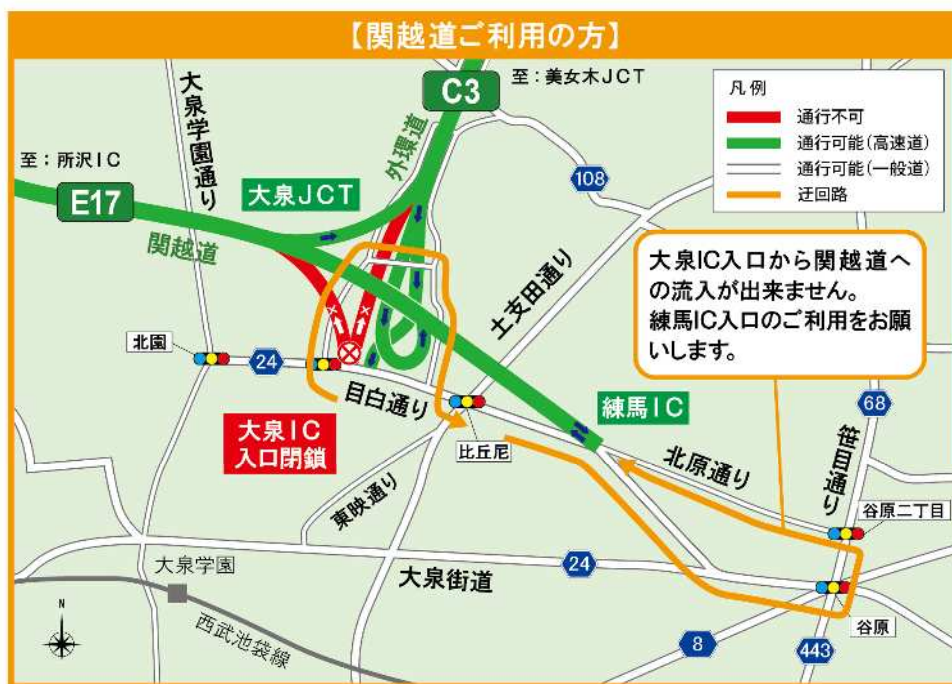 【関越道ご利用の方】
至：美女木JCT
C3
凡例
通行不可
通行可能(高速道)
通行可能(一般道)
迂回路
大泉学園通り
至：所沢IC
E17
関越道
大泉JCT
外環道
108
土支田通り
大泉IC入口から関越道へ
の流入が出来ません。
練馬IC入口のご利用をお願
いします。
北園
24
目白通り
大泉IC
入口閉鎖
比丘尼
練馬IC
68
笹目通り
北原通り
谷原二丁目
東映通り
大泉学園
西武池袋線
大泉街道
24
谷原
8
443
N